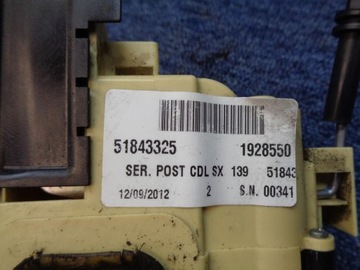 51843325 1928550
SER. POST CDL SX 139 51843
12/09/2012 2 S.N. 00341